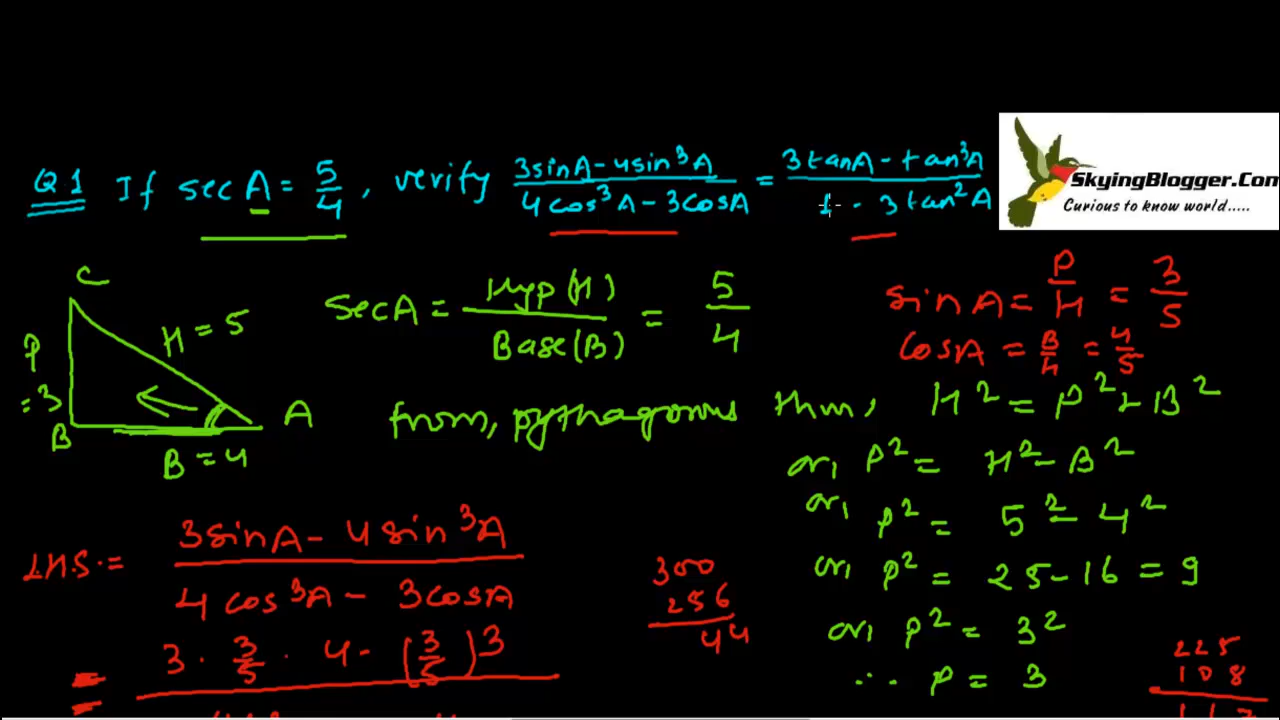 Q.1 If sec A = 5/4, verify (3sinA - 4sin³A)/(4cos³A - 3cosA) = (3tanA - tan³A)/(1 - 3tan²A)
SkyingBlogger.Com
Curious to know world.....
C
H = 5
P
= 3
B
A
B = 4
secA = Hyp(H)/Base(B) = 5/4
sinA = P/H = 3/5
cosA = B/H = 4/5
from, pythagorous thm, H² = P² + B²
or, P² = H² - B²
or, P² = 5² - 4²
or, P² = 25 - 16 = 9
or, P² = 3²
∴ P = 3
L.H.S. = (3sinA - 4sin³A)/(4cos³A - 3cosA)
= 3 · 3/5 · 4 - (3/5)³
300
256
44
225
108